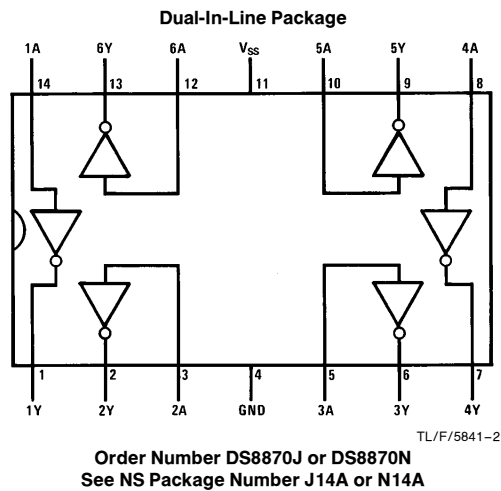 Dual-In-Line Package
1A 6Y 6A VSS 5A 5Y 4A
14 13 12 11 10 9 8
1 2 3 4 5 6 7
1Y 2Y 2A GND 3A 3Y 4Y
TL/F/5841–2
Order Number DS8870J or DS8870N
See NS Package Number J14A or N14A